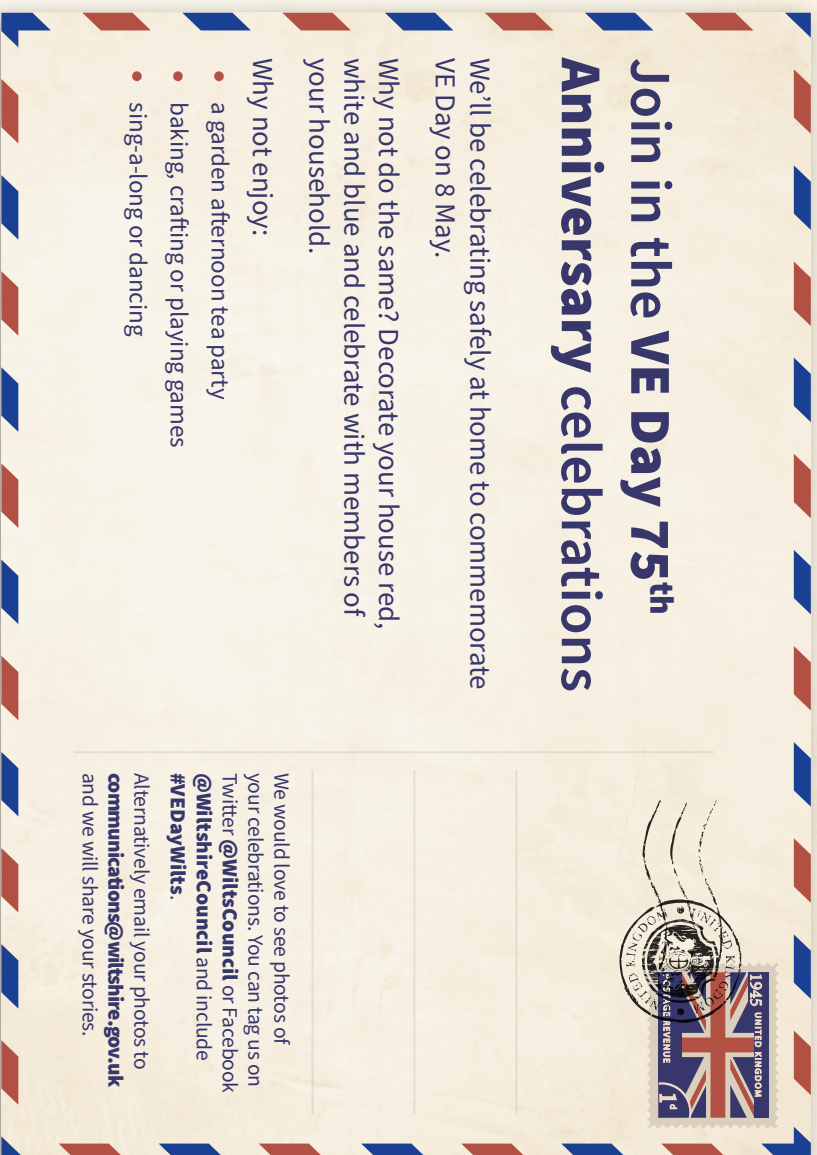 Join in the VE Day 75th
Anniversary celebrations
We'll be celebrating safely at home to commemorate
VE Day on 8 May.
Why not do the same? Decorate your house red,
white and blue and celebrate with members of
your household.
Why not enjoy:
• a garden afternoon tea party
• baking, crafting or playing games
• sing-a-long or dancing
1945 UNITED KINGDOM
POSTAGE REVENUE
1d
UNITED KINGDOM
UNITED KINGDOM
We would love to see photos of
your celebrations. You can tag us on
Twitter @WiltsCouncil or Facebook
@WiltshireCouncil and include
#VEDayWilts.
Alternatively email your photos to
communications@wiltshire.gov.uk
and we will share your stories.